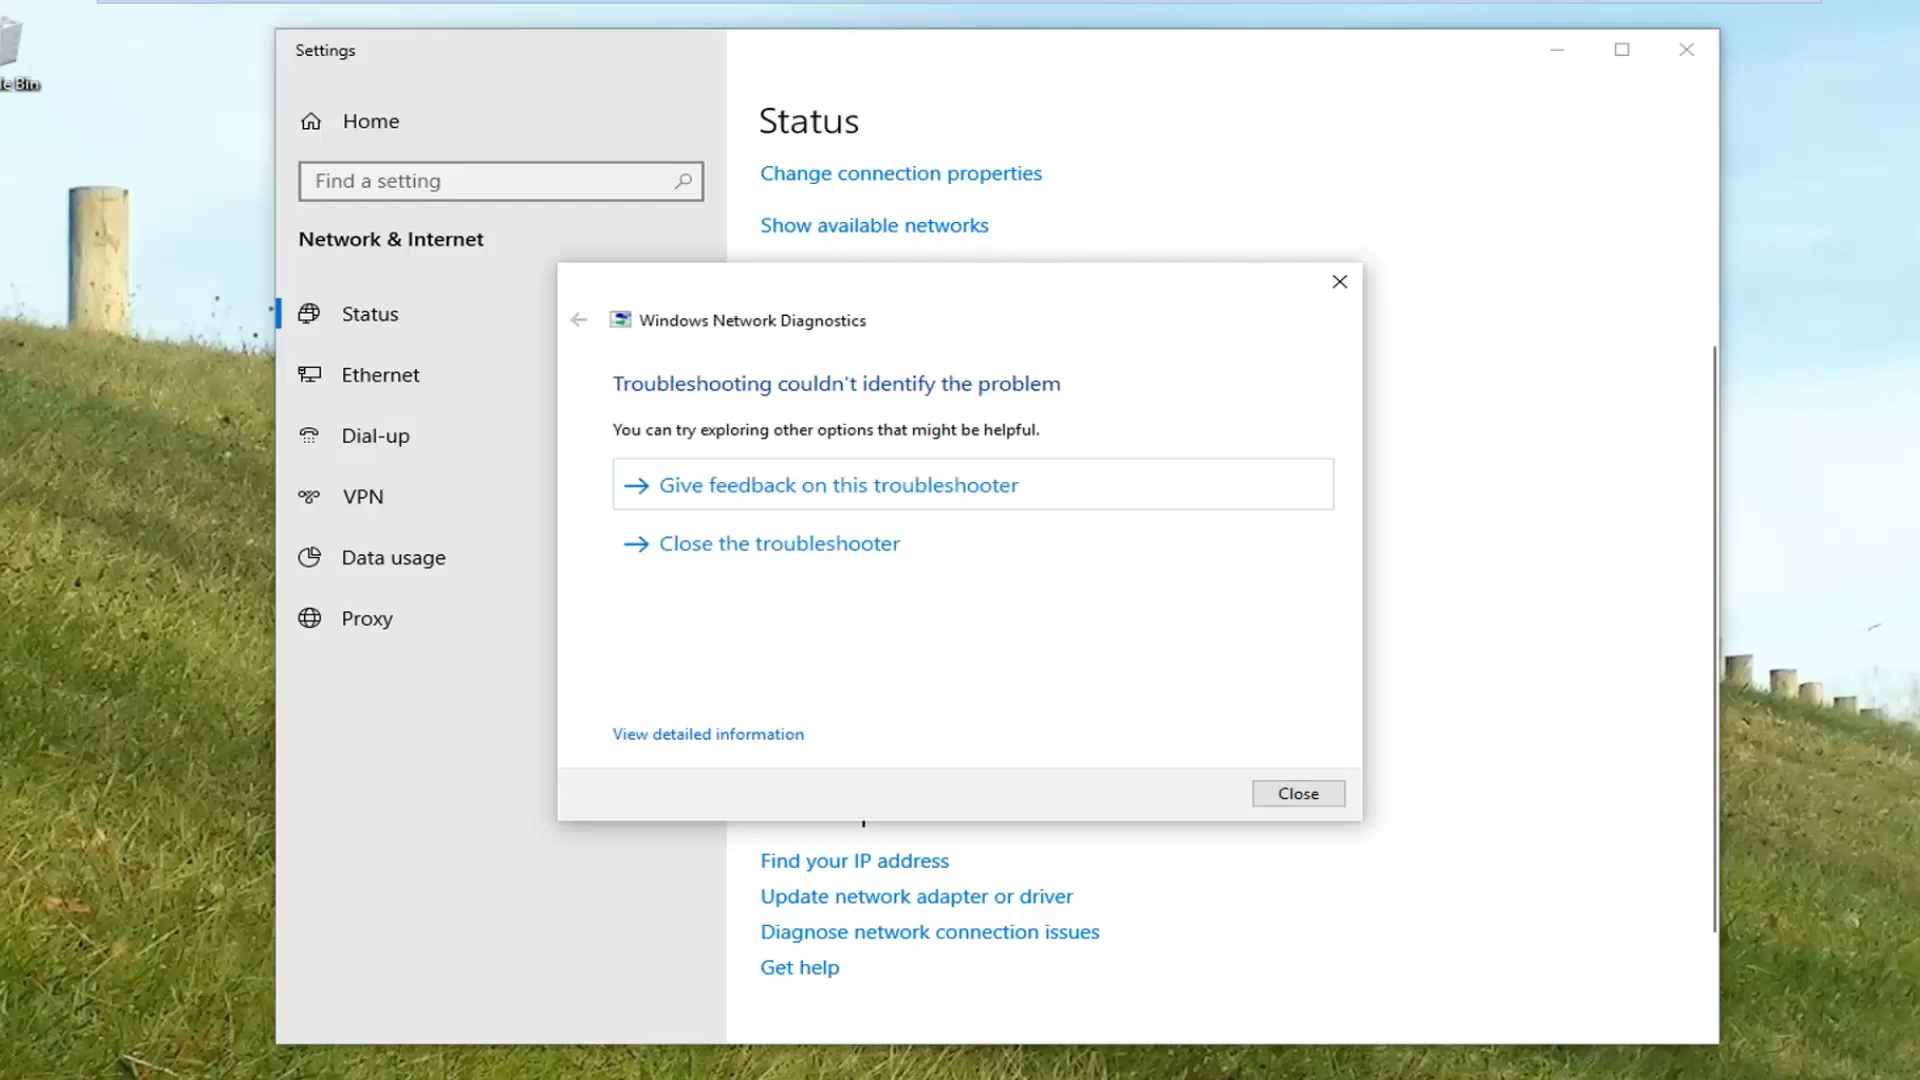 Bin
Settings
Home
Find a setting
Network & Internet
Status
Ethernet
Dial-up
VPN
Data usage
Proxy
Status
Change connection properties
Show available networks
Windows Network Diagnostics
Troubleshooting couldn't identify the problem
You can try exploring other options that might be helpful.
Give feedback on this troubleshooter
Close the troubleshooter
View detailed information
Close
Find your IP address
Update network adapter or driver
Diagnose network connection issues
Get help